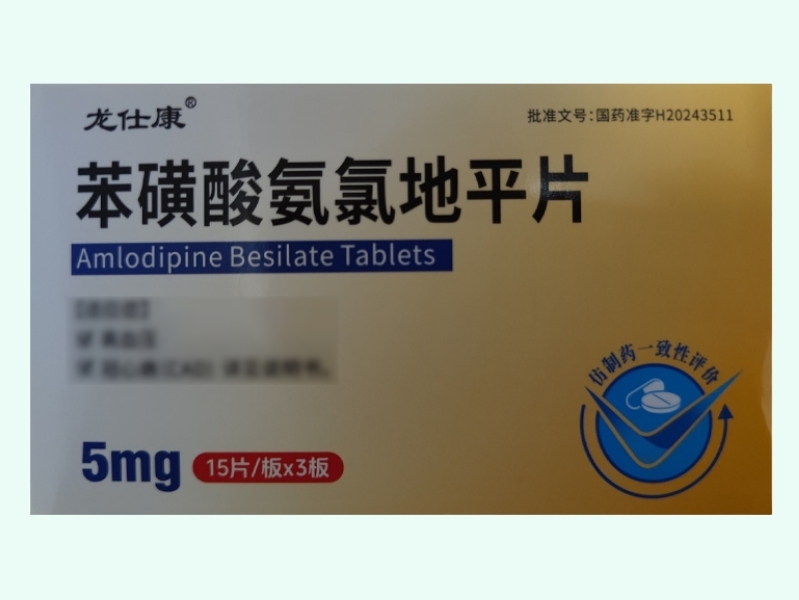 龙仕康®
批准文号:国药准字H20243511
苯磺酸氨氯地平片
Amlodipine Besilate Tablets
5mg
15片/板x3板
仿制药一致性评价